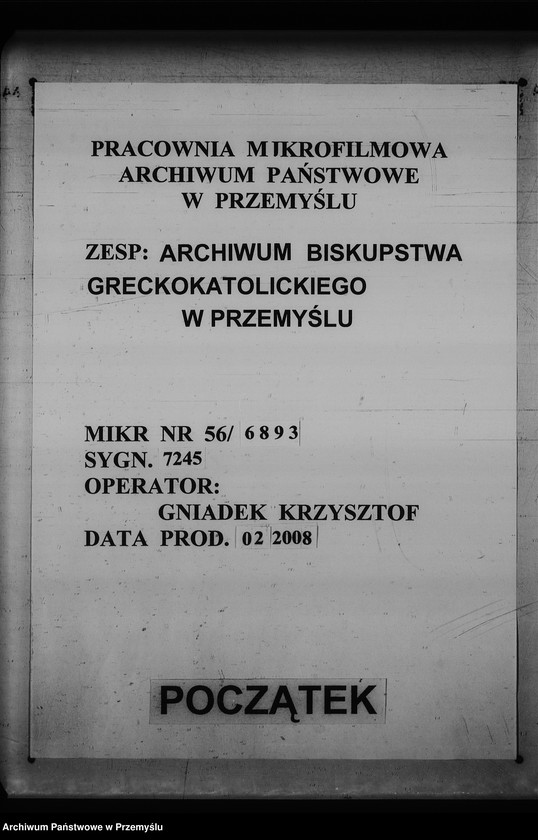 PRACOWNIA MIKROFILMOWA
ARCHIWUM PAŃSTWOWE
W PRZEMYŚLU
ZESP: ARCHIWUM BISKUPSTWA
GRECKOKATOLICKIEGO
W PRZEMYŚLU
MIKR NR 56/ 6893
SYGN. 7245
OPERATOR:
GNIADEK KRZYSZTOF
DATA PROD. 02 2008
POCZĄTEK
Archiwum Państwowe w Przemyślu